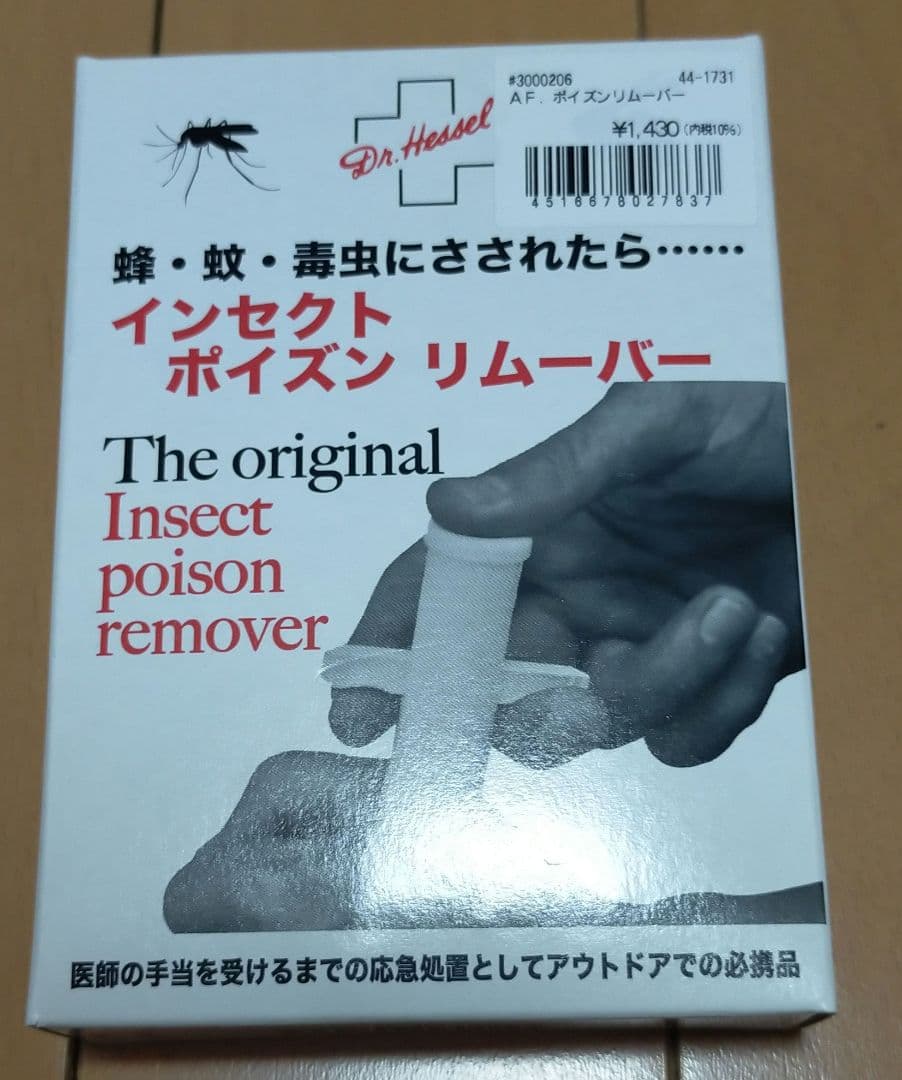 #3000206 44-1731
AF. ポイズンリムーバー
¥1,430(内税10%)
4516678027837
Dr.Hessel
蜂・蚊・毒虫にさされたら……
インセクト
ポイズン リムーバー
The original
Insect
poison
remover
医師の手当を受けるまでの応急処置としてアウトドアでの必携品